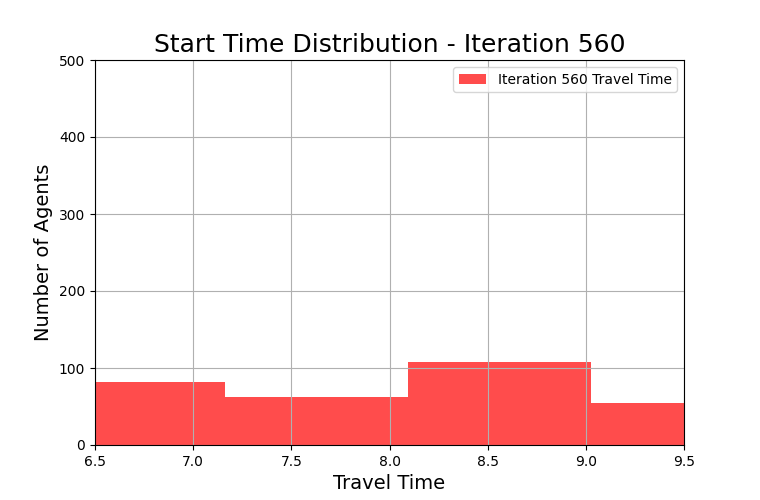 Start Time Distribution - Iteration 560
Iteration 560 Travel Time
Number of Agents
500
400
300
200
100
0
6.5 7.0 7.5 8.0 8.5 9.0 9.5
Travel Time